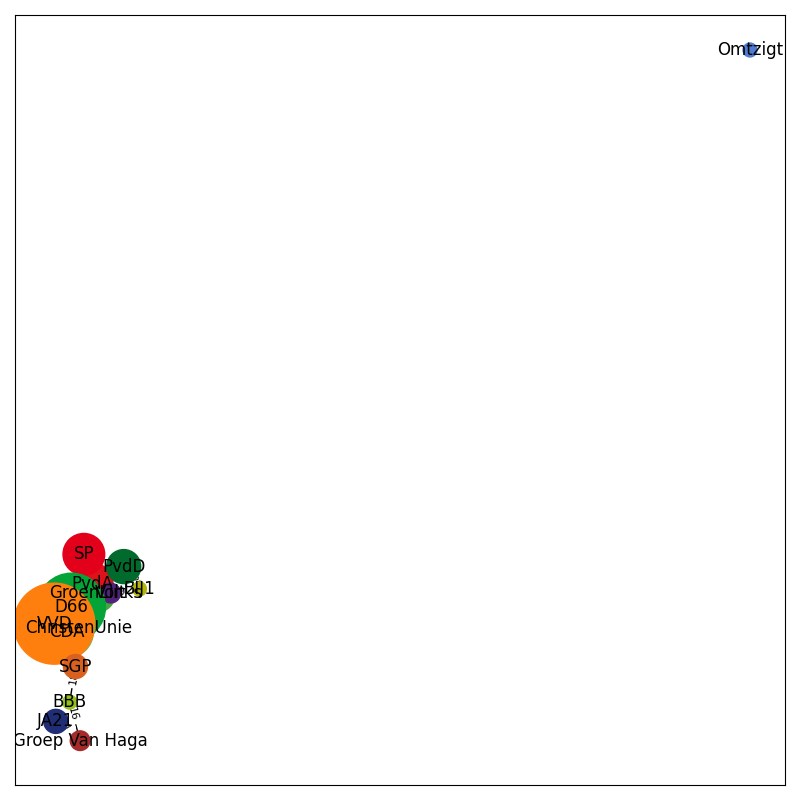 Omtzigt
SP
PvdD
PvdA
GroenLinks
Volt
BIJ1
D66
VVD
ChristenUnie
CDA
SGP
BBB
JA21
Groep Van Haga